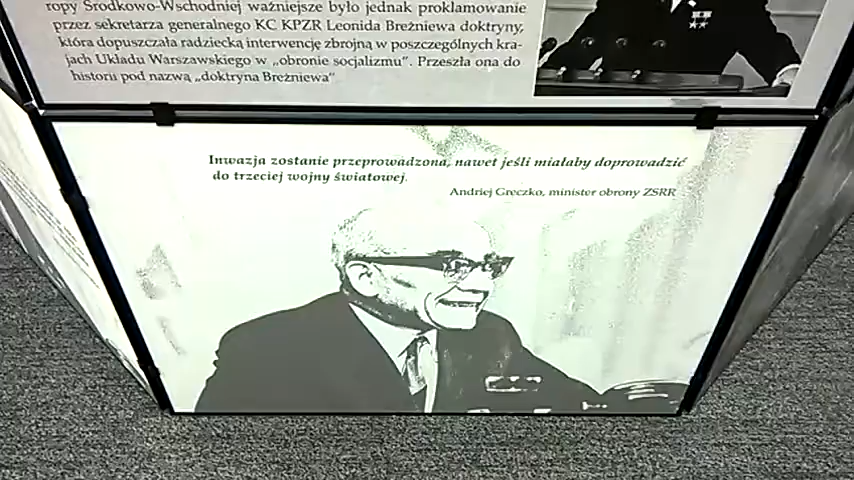 ropy Środkowo-Wschodniej ważniejsze było jednak proklamowanie
przez sekretarza generalnego KC KPZR Leonida Breżniewa doktryny,
która dopuszczała radziecką interwencję zbrojną w poszczególnych kra-
jach Układu Warszawskiego w „obronie socjalizmu”. Przeszła ona do
historii pod nazwą „doktryna Breżniewa”
Inwazja zostanie przeprowadzona, nawet jeśli miałaby doprowadzić
do trzeciej wojny światowej.
Andriej Greczko, minister obrony ZSRR